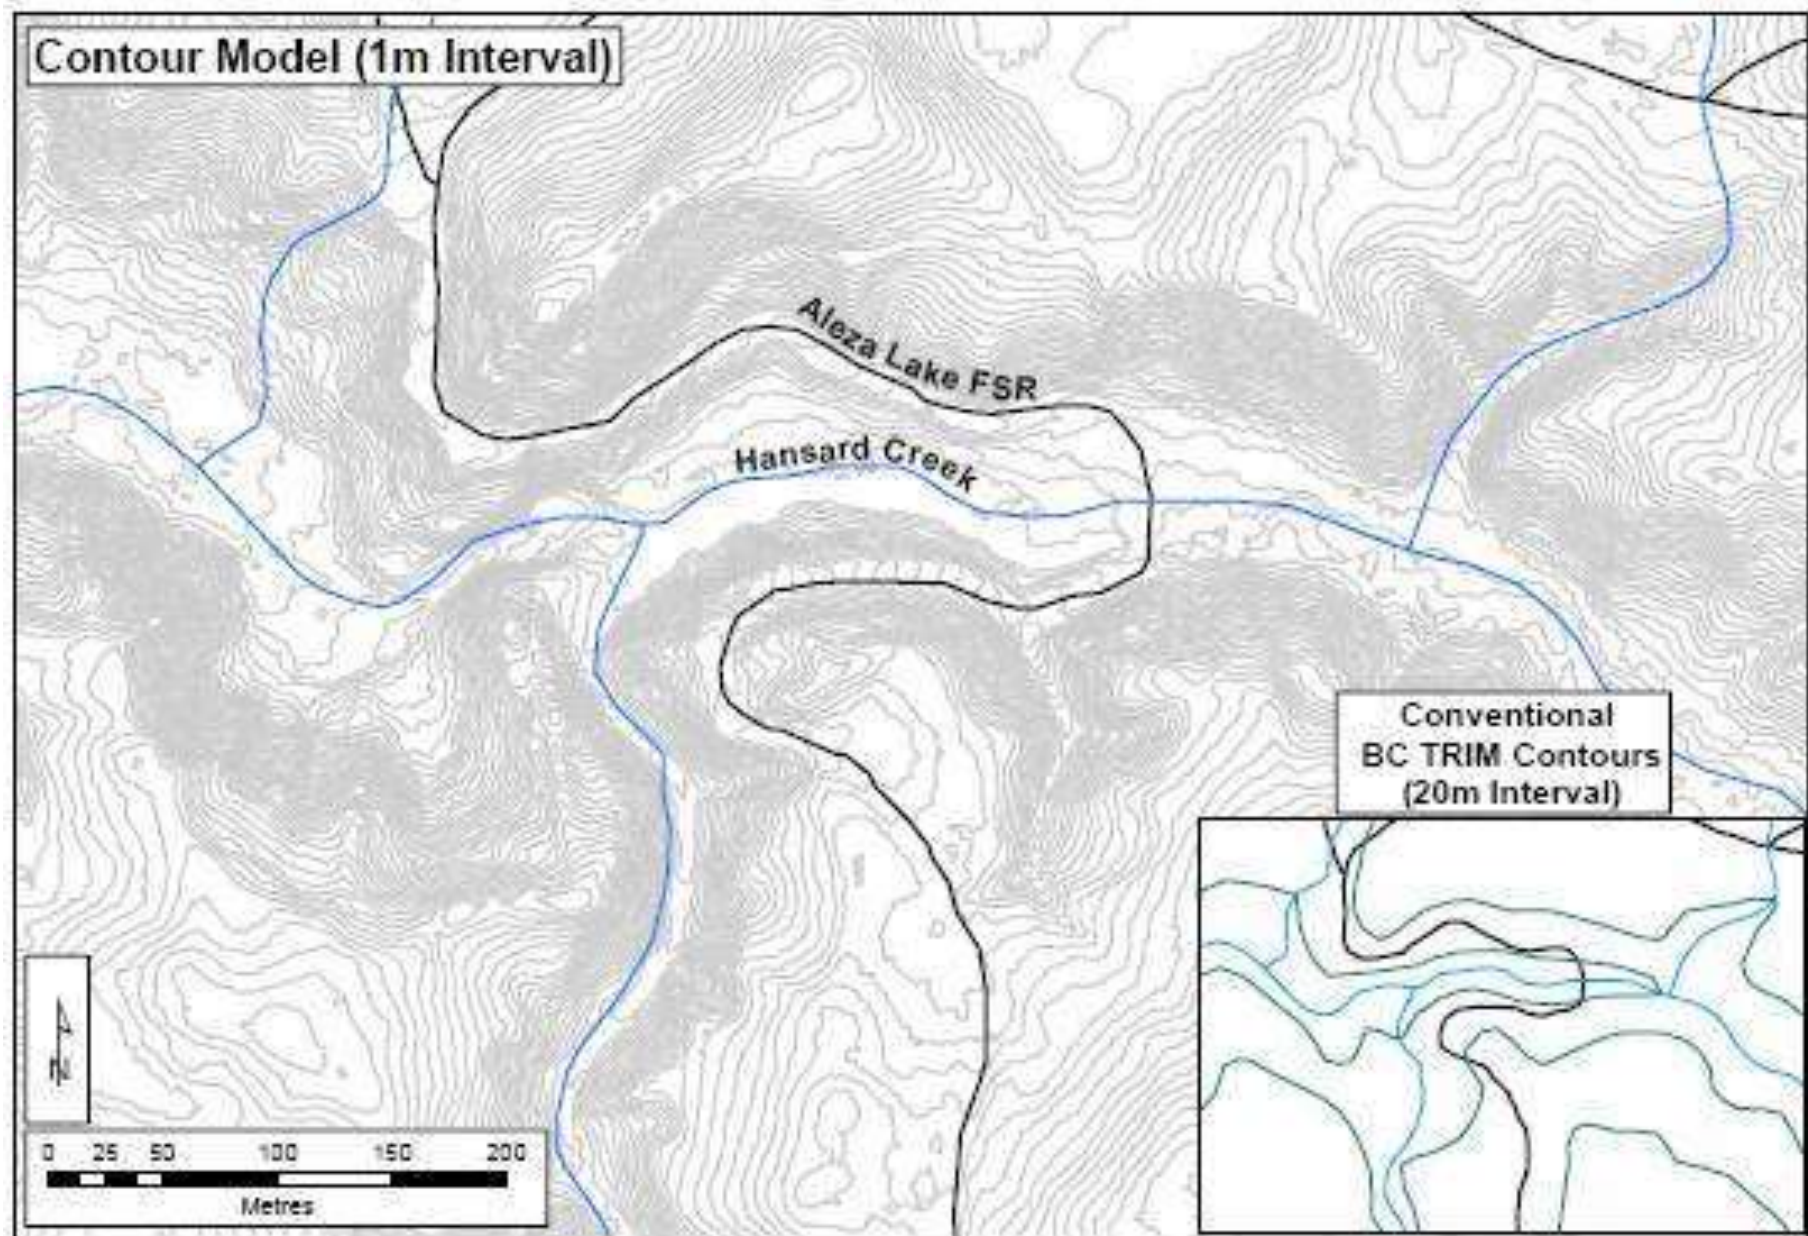 Contour Model (1m Interval)
Aleza Lake FSR
Hansard Creek
Conventional
BC TRIM Contours
(20m Interval)
N
0 25 50 100 150 200
Metres